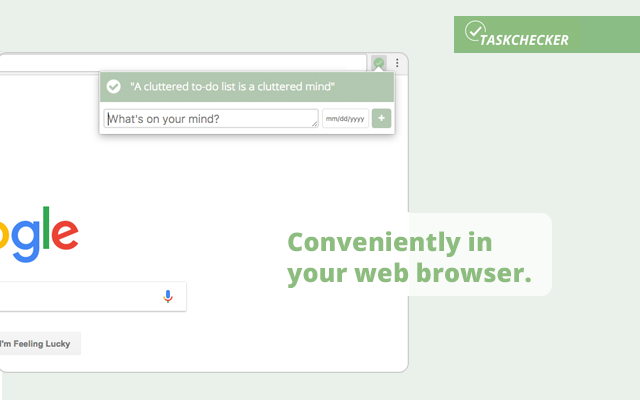 TASKCHECKER
"A cluttered to-do list is a cluttered mind"
What's on your mind?
mm/dd/yyyy
+
ogle
I'm Feeling Lucky
Conveniently in
your web browser.